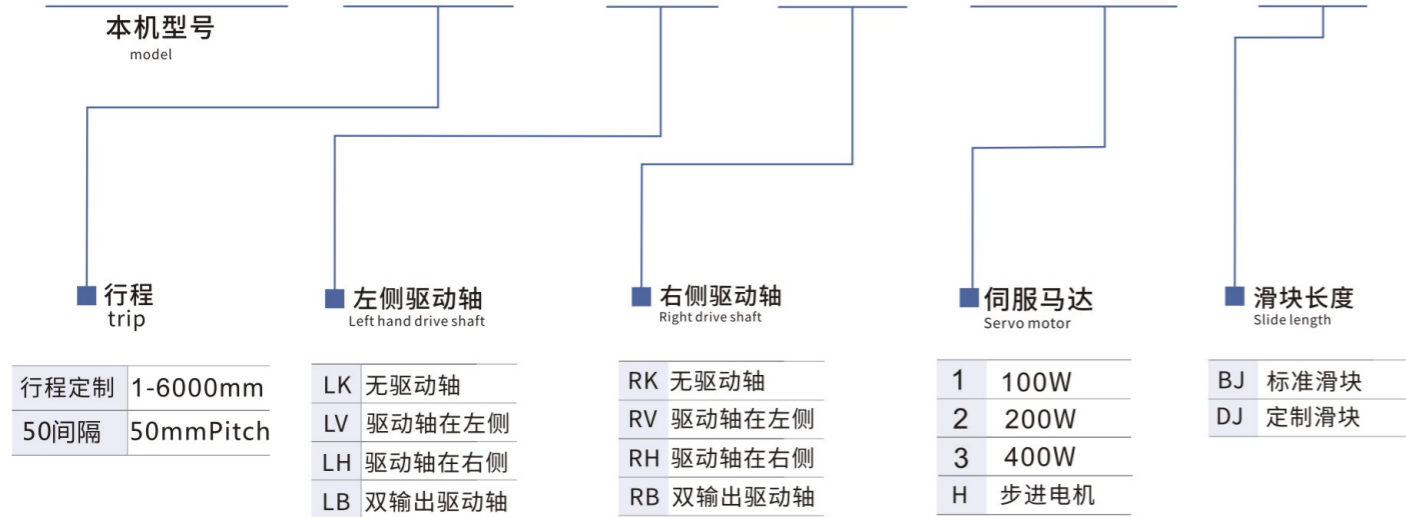 本机型号
model
行程
trip
左侧驱动轴
Left hand drive shaft
右侧驱动轴
Right drive shaft
伺服马达
Servo motor
滑块长度
Slide length
行程定制 1-6000mm
50间隔 50mmPitch
LK 无驱动轴
LV 驱动轴在左侧
LH 驱动轴在右侧
LB 双输出驱动轴
RK 无驱动轴
RV 驱动轴在左侧
RH 驱动轴在右侧
RB 双输出驱动轴
1 100W
2 200W
3 400W
H 步进电机
BJ 标准滑块
DJ 定制滑块